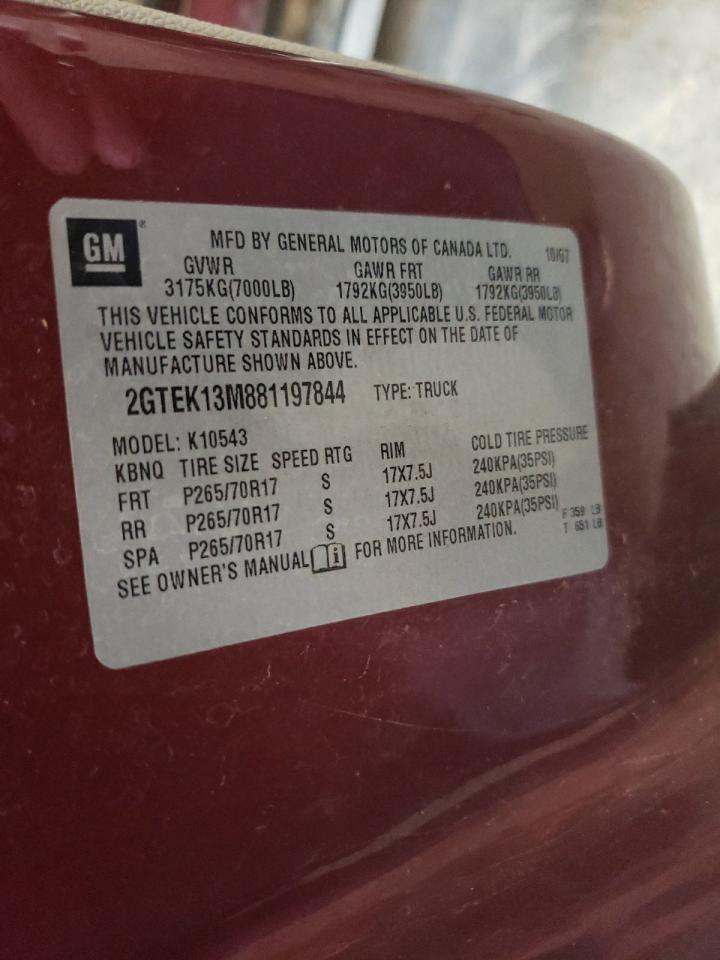 GM
MFD BY GENERAL MOTORS OF CANADA LTD. 10/07
GVWR GAWR FRT GAWR RR
3175KG(7000LB) 1792KG(3950LB) 1792KG(3950LB)
THIS VEHICLE CONFORMS TO ALL APPLICABLE U.S. FEDERAL MOTOR
VEHICLE SAFETY STANDARDS IN EFFECT ON THE DATE OF
MANUFACTURE SHOWN ABOVE.
2GTEK13M881197844 TYPE: TRUCK
MODEL: K10543
KBNQ TIRE SIZE SPEED RTG RIM COLD TIRE PRESSURE
FRT P265/70R17 S 17X7.5J 240KPA(35PSI)
RR P265/70R17 S 17X7.5J 240KPA(35PSI)
SPA P265/70R17 S 17X7.5J 240KPA(35PSI) F 359 LB
T 651 LB
SEE OWNER'S MANUAL i FOR MORE INFORMATION.